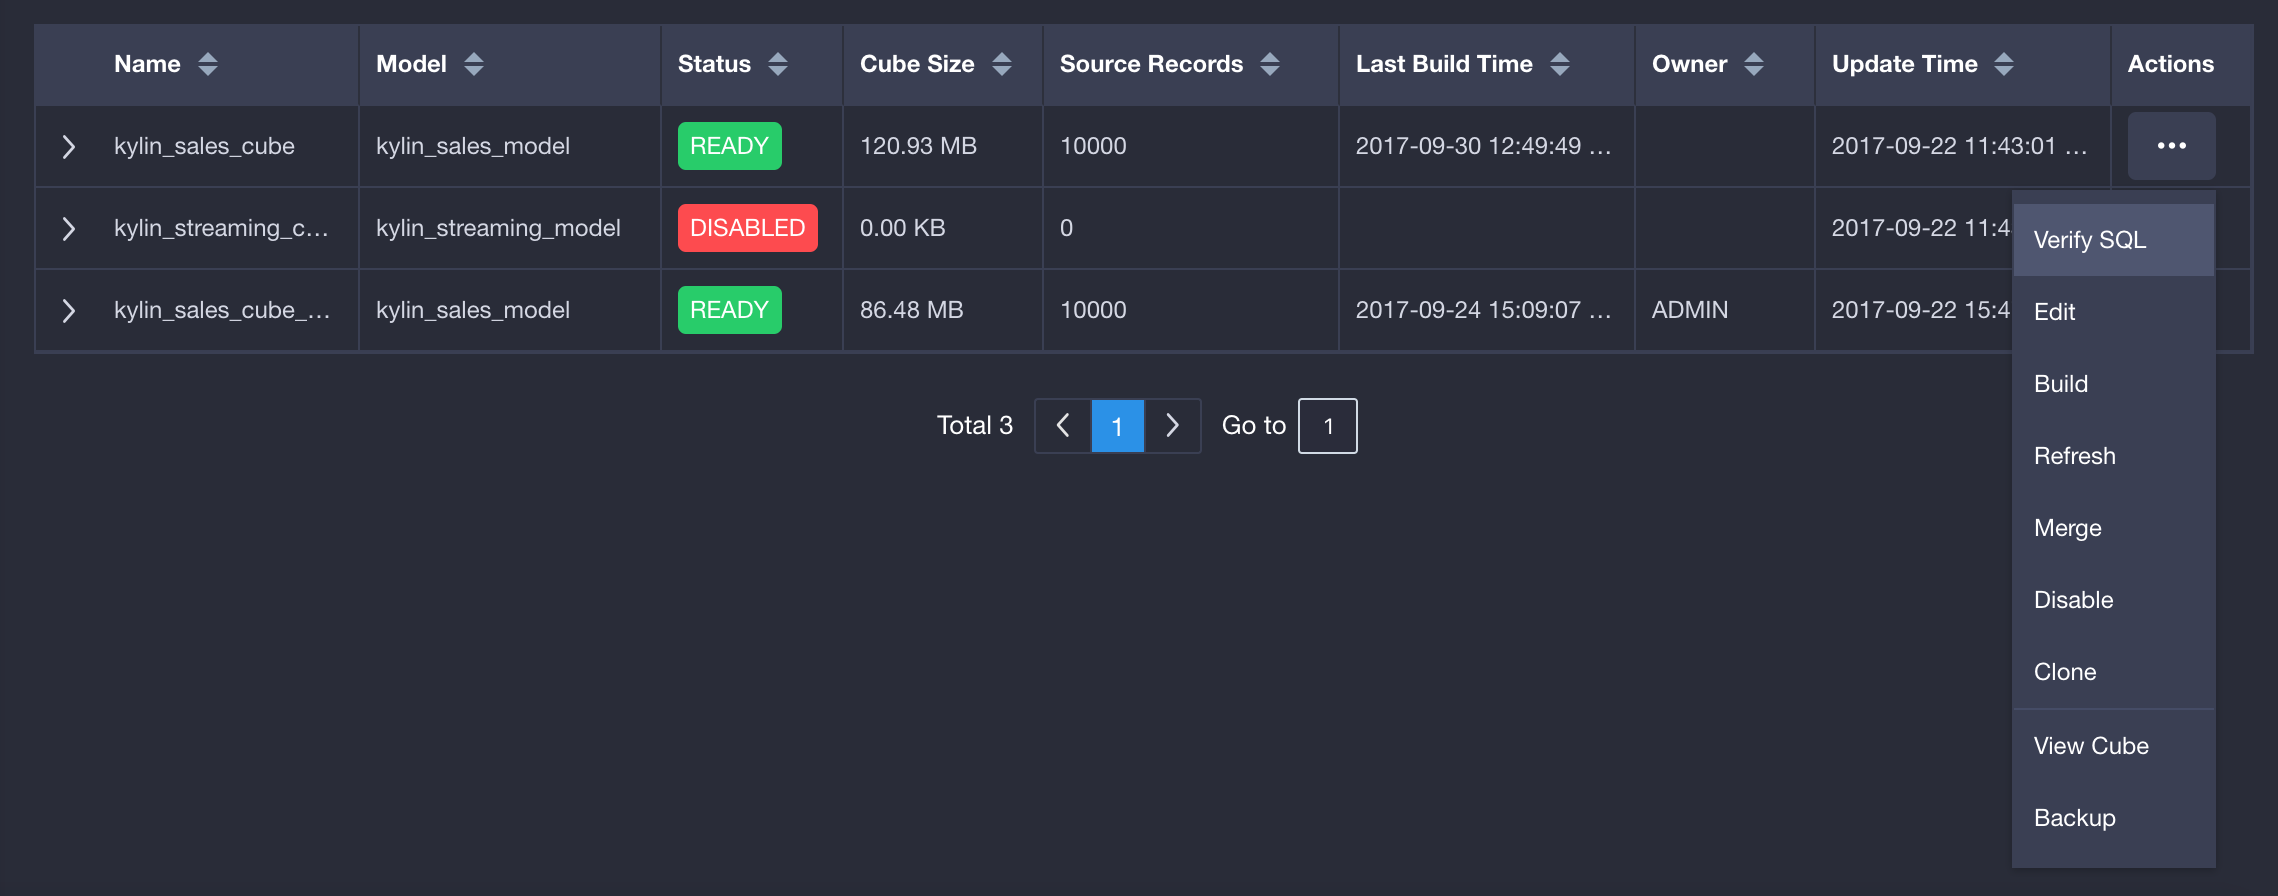 Name Model Status Cube Size Source Records Last Build Time Owner Update Time Actions
kylin_sales_cube kylin_sales_model READY 120.93 MB 10000 2017-09-30 12:49:49 ... 2017-09-22 11:43:01 ... •••
kylin_streaming_c... kylin_streaming_model DISABLED 0.00 KB 0 2017-09-22 11:4
kylin_sales_cube_... kylin_sales_model READY 86.48 MB 10000 2017-09-24 15:09:07 ... ADMIN 2017-09-22 15:4
Verify SQL
Edit
Build
Refresh
Merge
Disable
Clone
View Cube
Backup
Total 3 < 1 > Go to 1